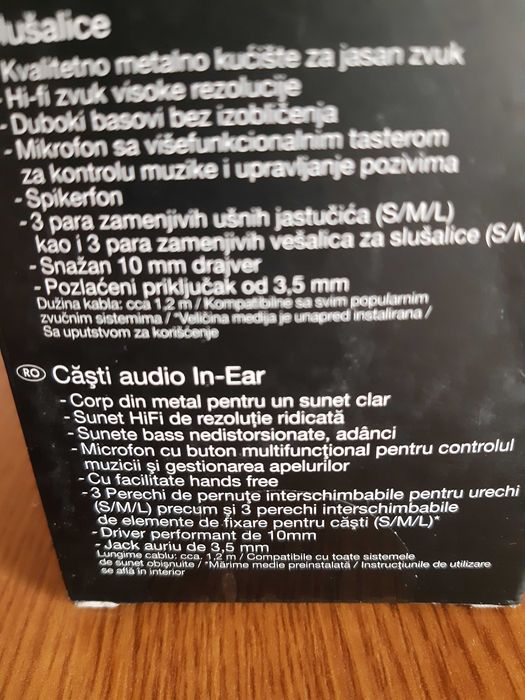 lušalice
Kvalitetno metalno kućište za jasan zvuk
- Hi-fi zvuk visoke rezolucije
- Duboki basovi bez izobličenja
- Mikrofon sa višefunkcionalnim tasterom
za kontrolu muzike i upravljanje pozivima
- Spikerfon
- 3 para zamenjivih ušnih jastučića (S/M/L)
kao i 3 para zamenjivih vešalica za slušalice (S/M
- Snažan 10 mm drajver
- Pozlaćeni priključak od 3,5 mm
Dužina kabla: cca 1,2 m / Kompatibilne sa svim popularnim
zvučnim sistemima / *Veličina medija je unapred instalirana /
Sa uputstvom za korišćenje
RO Căști audio In-Ear
- Corp din metal pentru un sunet clar
- Sunet HiFi de rezoluție ridicată
- Sunete bass nedistorsionate, adânci
- Microfon cu buton multifuncțional pentru controlul
muzicii și gestionarea apelurilor
- Cu facilitate hands free
- 3 Perechi de pernuțe interschimbabile pentru urechi
(S/M/L) precum și 3 perechi interschimbabile
de elemente de fixare pentru căști (S/M/L)*
- Driver performant de 10mm
- Jack auriu de 3,5 mm
Lungime cablu: cca. 1,2 m / Compatibile cu toate sistemele
de sunet obișnuite / *Mărime medie preinstalată / Instrucțiunile de utilizare
se află în interior